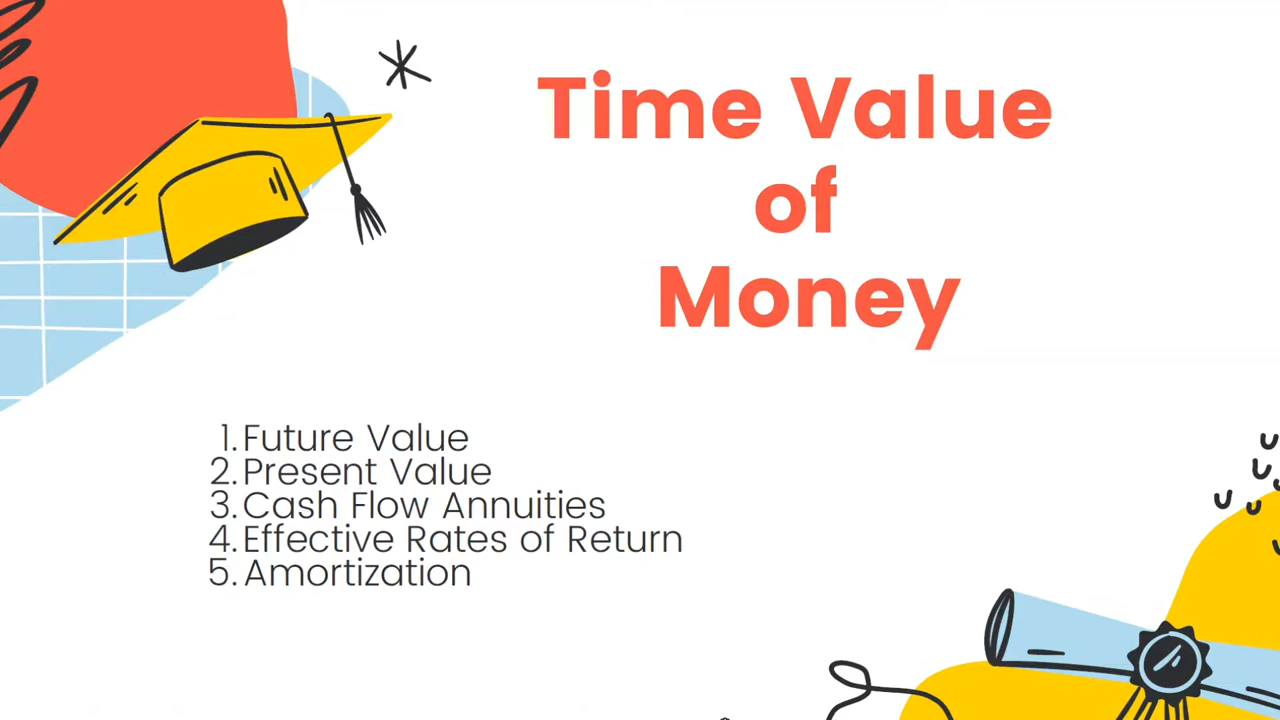 Time Value
of
Money
1. Future Value
2. Present Value
3. Cash Flow Annuities
4. Effective Rates of Return
5. Amortization